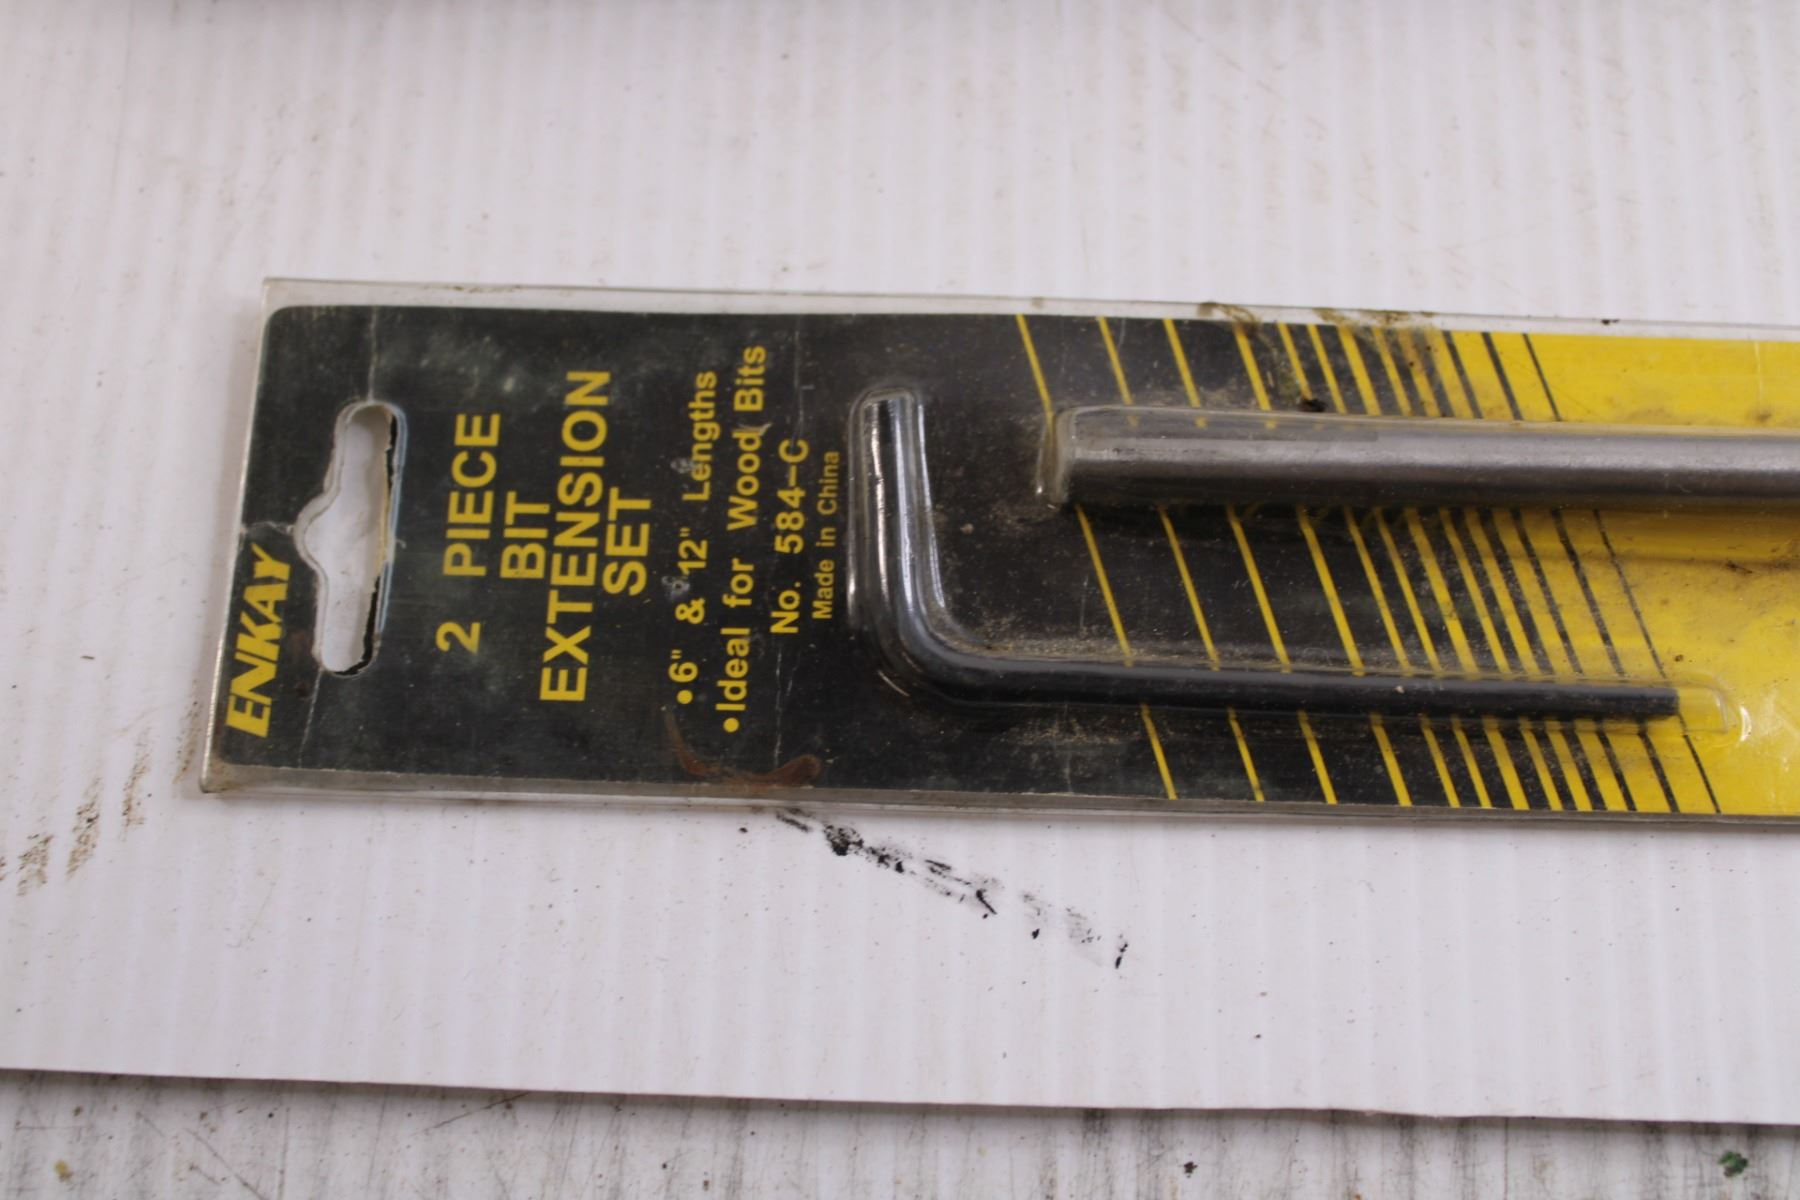 ENKAY
2 PIECE
BIT
EXTENSION
SET
• 6" & 12" Lengths
• Ideal for Wood Bits
No. 584-C
Made in China